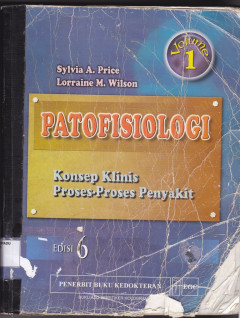 Volume
1
Sylvia A. Price
Lorraine M. Wilson
PATOFISIOLOGI
Konsep Klinis
Proses-Proses Penyakit
EDISI 6
PENERBIT BUKU KEDOKTERAN EGC